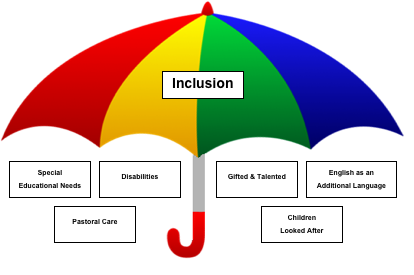 Inclusion
Special
Educational Needs
Disabilities
Gifted & Talented
English as an
Additional Language
Pastoral Care
Children
Looked After